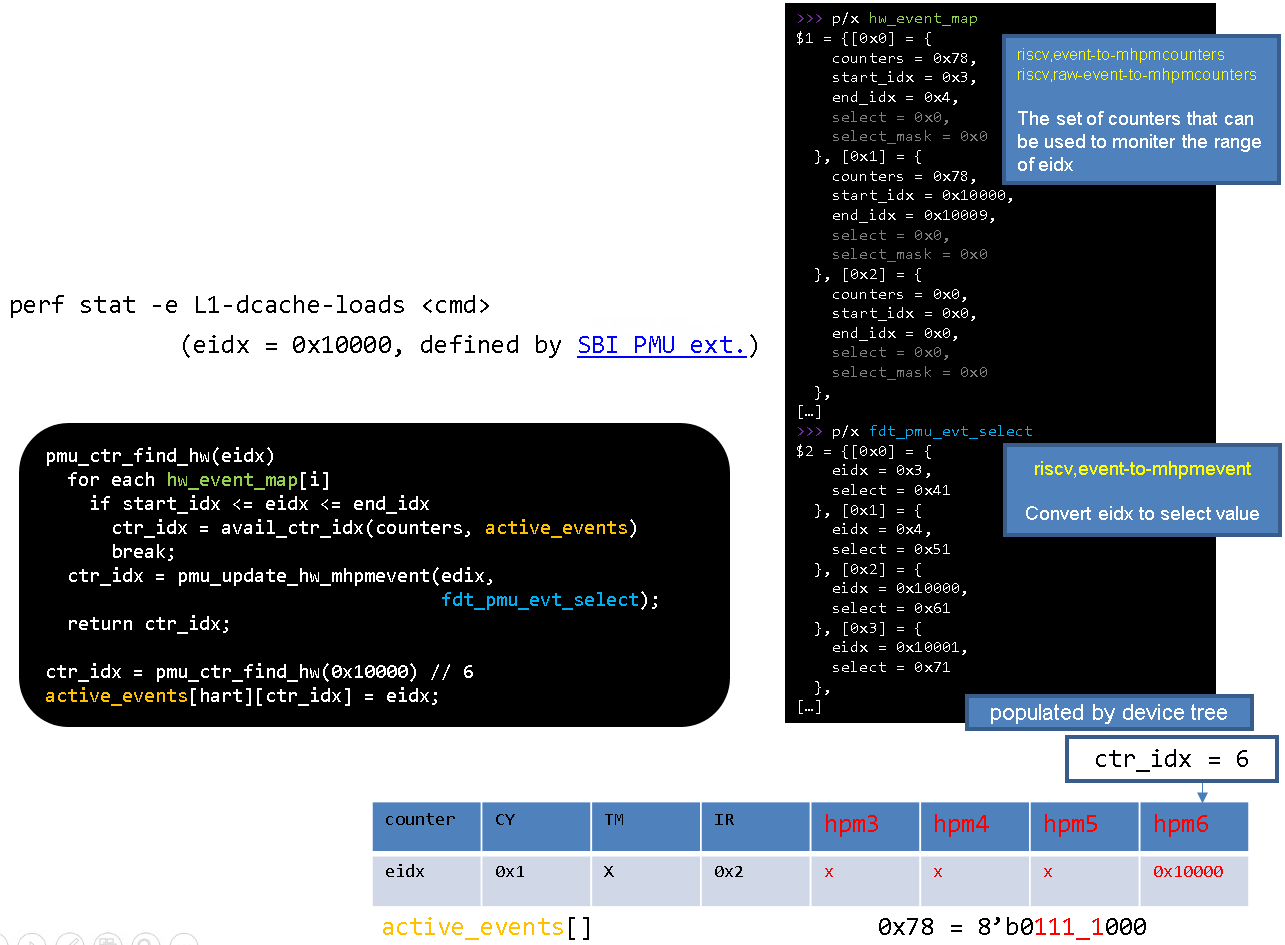 perf stat -e L1-dcache-loads <cmd>
(eidx = 0x10000, defined by SBI PMU ext.)
pmu_ctr_find_hw(eidx)
for each hw_event_map[i]
if start_idx <= eidx <= end_idx
ctr_idx = avail_ctr_idx(counters, active_events)
break;
ctr_idx = pmu_update_hw_mhpmevent(edix,
fdt_pmu_evt_select);
return ctr_idx;
ctr_idx = pmu_ctr_find_hw(0x10000) // 6
active_events[hart][ctr_idx] = eidx;
>>> p/x hw_event_map
$1 = {[0x0] = {
counters = 0x78,
start_idx = 0x3,
end_idx = 0x4,
select = 0x0,
select_mask = 0x0
}, [0x1] = {
counters = 0x78,
start_idx = 0x10000,
end_idx = 0x10009,
select = 0x0,
select_mask = 0x0
}, [0x2] = {
counters = 0x0,
start_idx = 0x0,
end_idx = 0x0,
select = 0x0,
select_mask = 0x0
},
[…]
>>> p/x fdt_pmu_evt_select
$2 = {[0x0] = {
eidx = 0x3,
select = 0x41
}, [0x1] = {
eidx = 0x4,
select = 0x51
}, [0x2] = {
eidx = 0x10000,
select = 0x61
}, [0x3] = {
eidx = 0x10001,
select = 0x71
},
[…]
riscv,event-to-mhpmcounters
riscv,raw-event-to-mhpmcounters
The set of counters that can
be used to moniter the range
of eidx
riscv,event-to-mhpmevent
Convert eidx to select value
populated by device tree
ctr_idx = 6
counter CY TM IR hpm3 hpm4 hpm5 hpm6
eidx 0x1 X 0x2 x x x 0x10000
active_events[]
0x78 = 8’b0111_1000